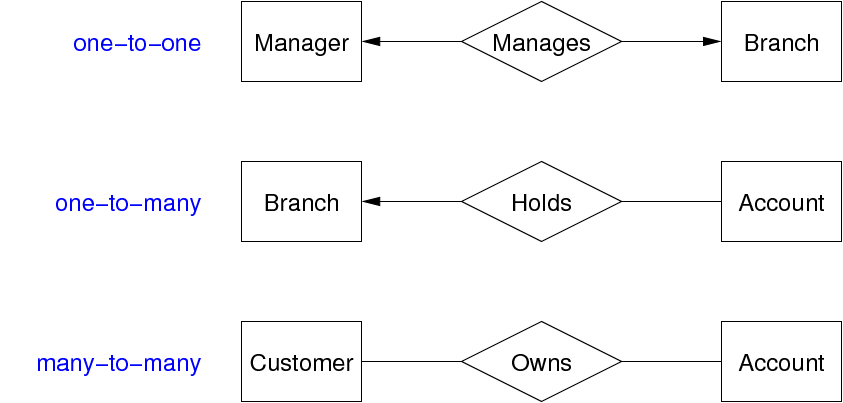 one−to−one Manager Manages Branch
one−to−many Branch Holds Account
many−to−many Customer Owns Account